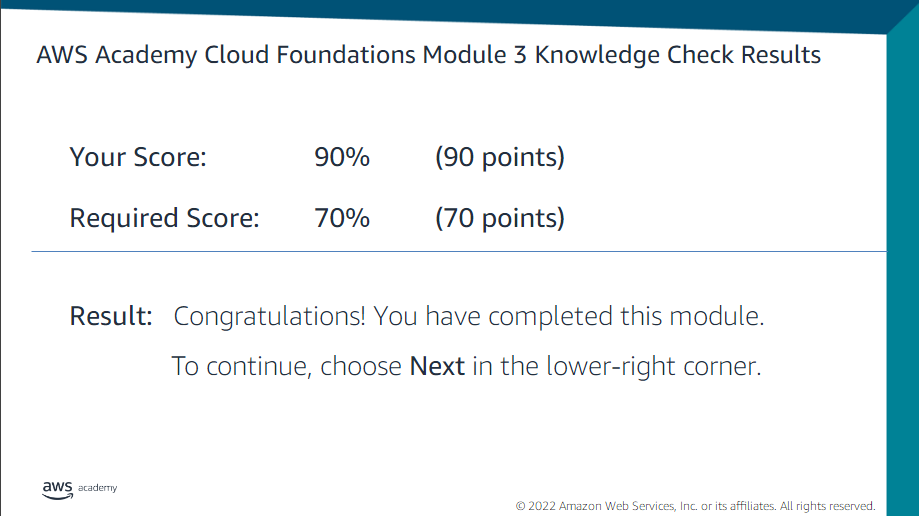 AWS Academy Cloud Foundations Module 3 Knowledge Check Results
Your Score: 90% (90 points)
Required Score: 70% (70 points)
Result: Congratulations! You have completed this module.
To continue, choose Next in the lower-right corner.
aws academy
© 2022 Amazon Web Services, Inc. or its affiliates. All rights reserved.